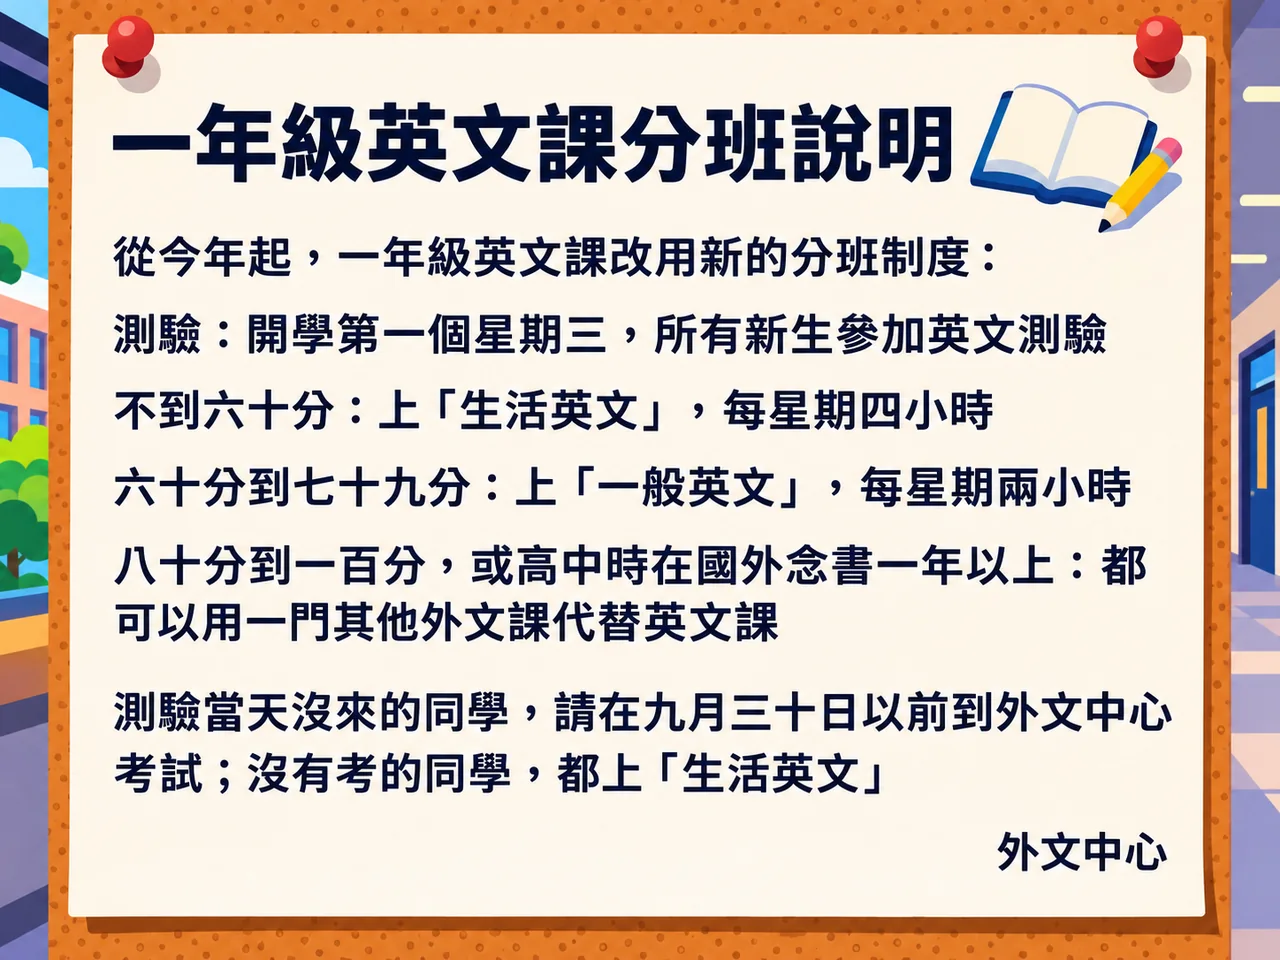 一年級英文課分班說明
從今年起，一年級英文課改用新的分班制度：
測驗：開學第一個星期三，所有新生參加英文測驗
不到六十分：上「生活英文」，每星期四小時
六十分到七十九分：上「一般英文」，每星期兩小時
八十分到一百分，或高中時在國外念書一年以上：都
可以用一門其他外文課代替英文課
測驗當天沒來的同學，請在九月三十日以前到外文中心
考試；沒有考的同學，都上「生活英文」
外文中心